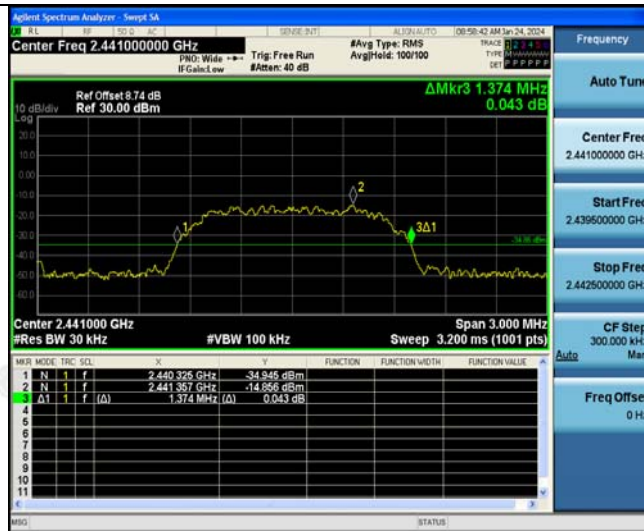 Agilent Spectrum Analyzer - Swept SA
RL RF 50 Ω AC SENSE:INT ALIGN AUTO 08:58:42 AM Jan 24, 2024
Center Freq 2.441000000 GHz
PNO: Wide
IFGain:Low
Trig: Free Run
#Atten: 40 dB
#Avg Type: RMS
Avg|Hold: 100/100
TRACE 1 2 3 4 5 6
TYPE M W W W W W
DET P P P P P P
Ref Offset 8.74 dB
Ref 30.00 dBm
10 dB/div
Log
ΔMkr3 1.374 MHz
0.043 dB
20.0
10.0
0.00
-10.0
-20.0
-30.0
-40.0
-50.0
-60.0
1
2
3Δ1
Center 2.441000 GHz
Span 3.000 MHz
#Res BW 30 kHz
#VBW 100 kHz
Sweep 3.200 ms (1001 pts)
MKR MODE TRC SCL X Y FUNCTION FUNCTION WIDTH FUNCTION VALUE
1 N 1 f 2.440 325 GHz -34.945 dBm
2 N 1 f 2.441 357 GHz -14.856 dBm
3 Δ1 1 f (Δ) 1.374 MHz (Δ) 0.043 dB
4
5
6
7
8
9
10
11
MSG
STATUS
Frequency
Auto Tune
Center Freq
2.441000000 GHz
Start Freq
2.439500000 GHz
Stop Freq
2.442500000 GHz
CF Step
300.000 kHz
Auto Man
Freq Offset
0 Hz